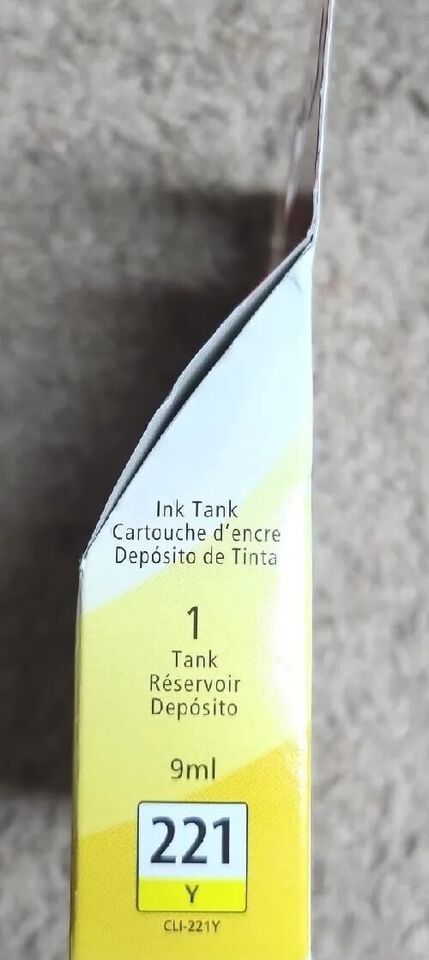 Ink Tank
Cartouche d'encre
Depósito de Tinta
1
Tank
Réservoir
Depósito
9ml
221
Y
CLI-221Y